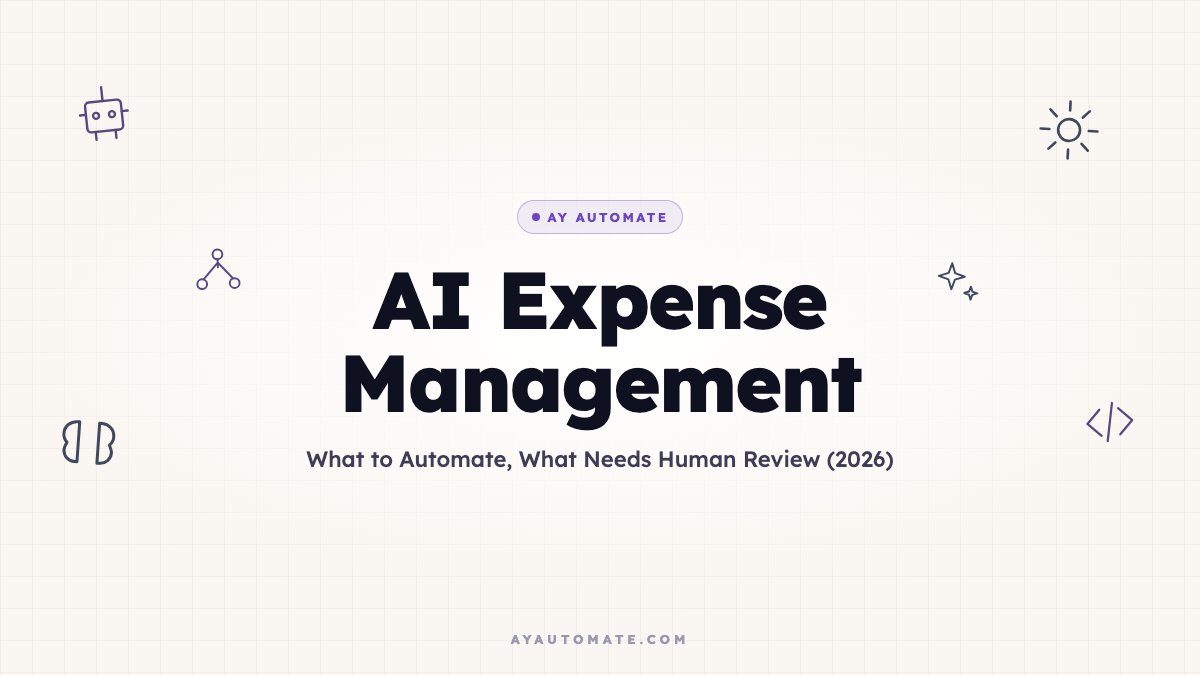 AY AUTOMATE
AI Expense
Management
What to Automate, What Needs Human Review (2026)
AYAUTOMATE.COM